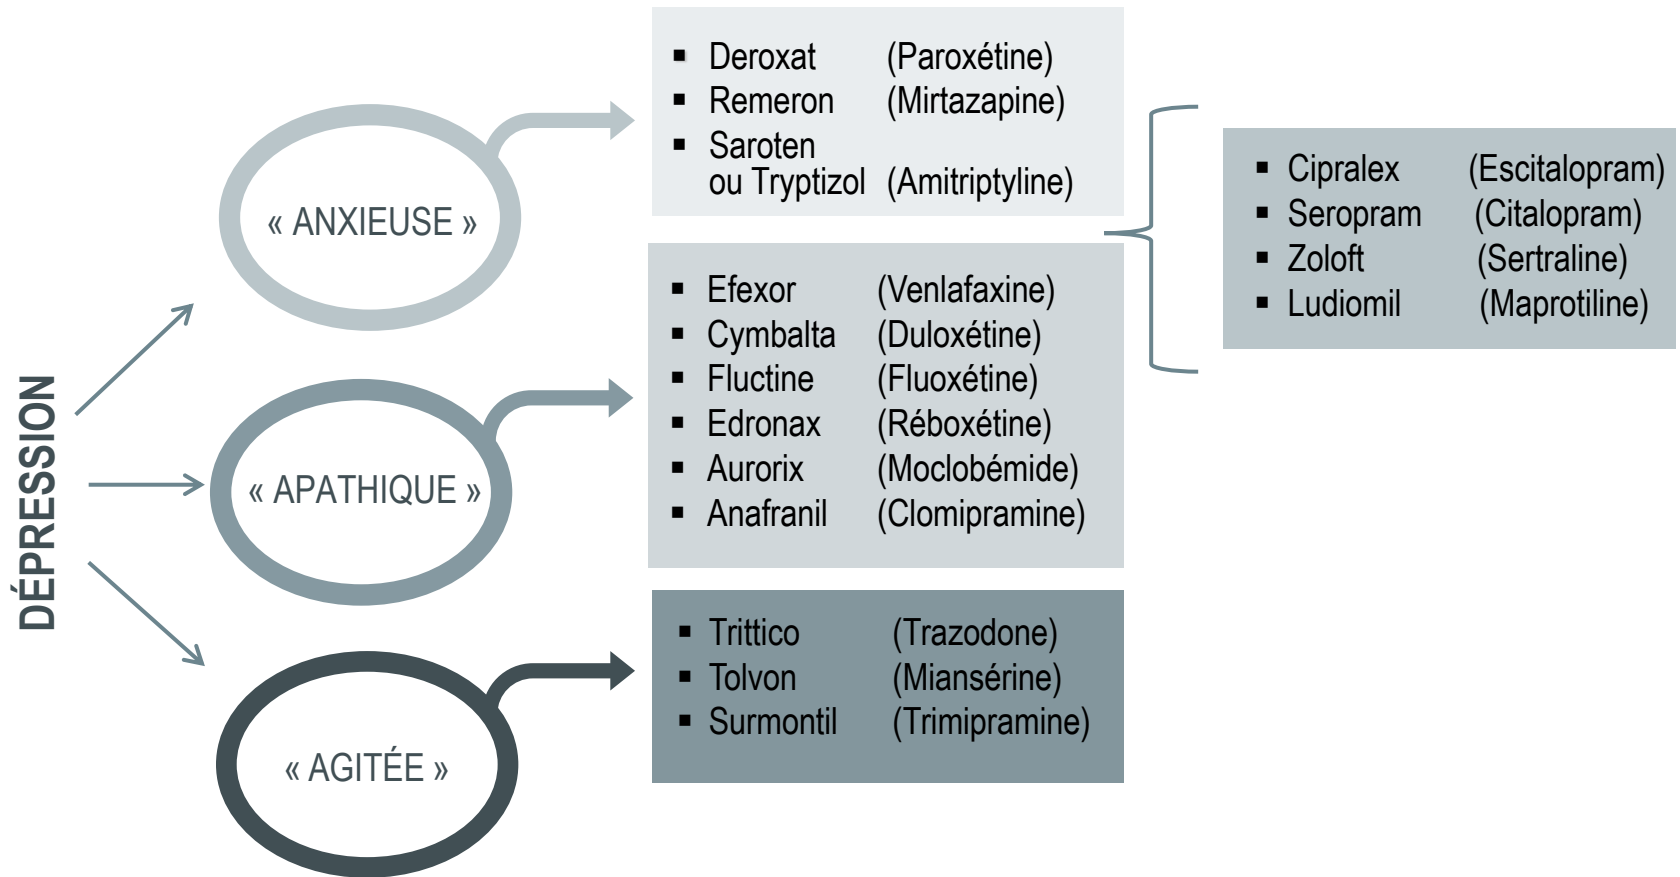 DÉPRESSION
« ANXIEUSE »
▪ Deroxat (Paroxétine)
▪ Remeron (Mirtazapine)
▪ Saroten
ou Tryptizol (Amitriptyline)
« APATHIQUE »
▪ Efexor (Venlafaxine)
▪ Cymbalta (Duloxétine)
▪ Fluctine (Fluoxétine)
▪ Edronax (Réboxétine)
▪ Aurorix (Moclobémide)
▪ Anafranil (Clomipramine)
▪ Cipralex (Escitalopram)
▪ Seropram (Citalopram)
▪ Zoloft (Sertraline)
▪ Ludiomil (Maprotiline)
« AGITÉE »
▪ Trittico (Trazodone)
▪ Tolvon (Miansérine)
▪ Surmontil (Trimipramine)